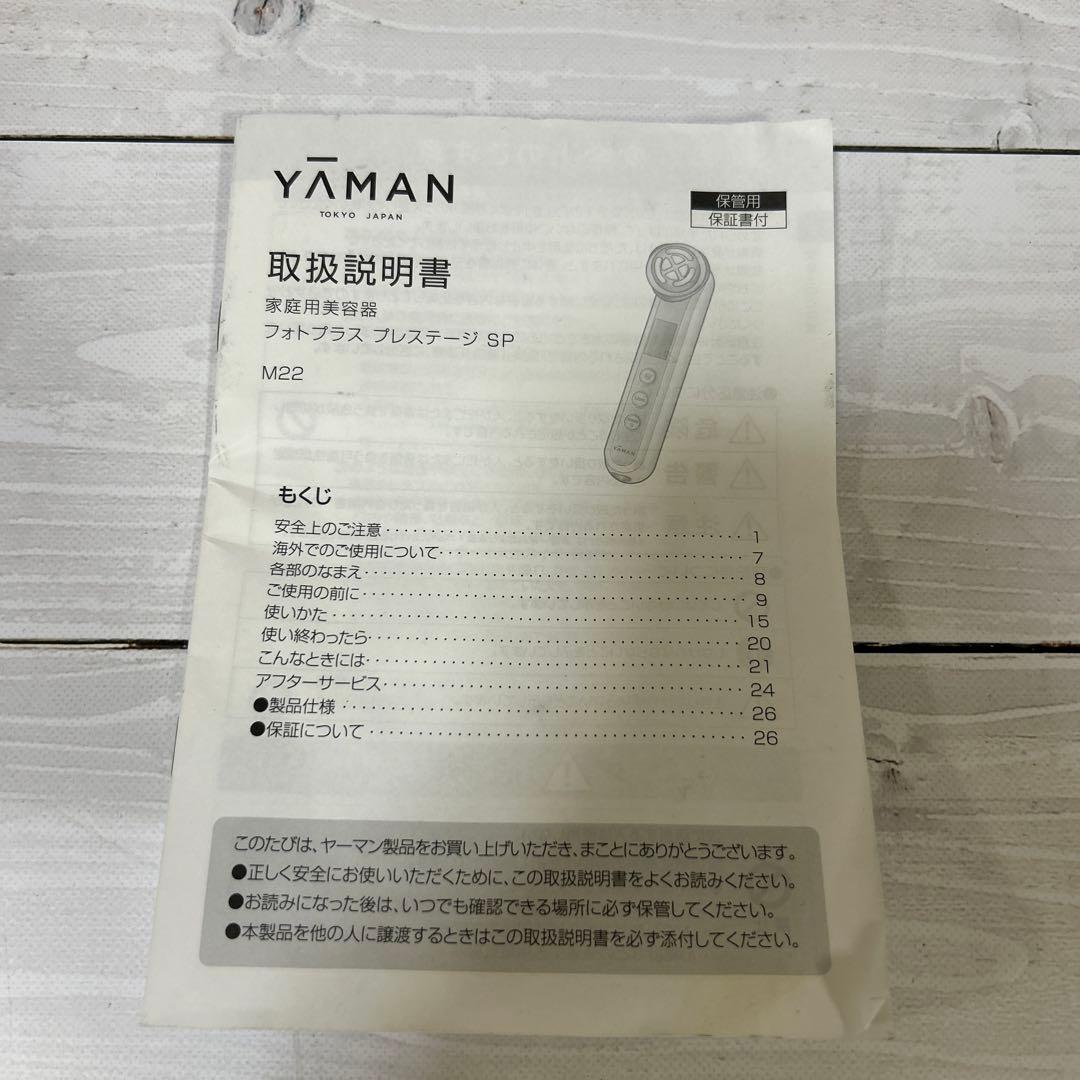 YAMAN
TOKYO JAPAN
保管用
保証書付
取扱説明書
家庭用美容器
フォトプラス プレステージ SP
M22
YAMAN
もくじ
安全上のご注意 1
海外でのご使用について 7
各部のなまえ 8
ご使用の前に 9
使いかた 15
使い終わったら 20
こんなときには 21
アフターサービス 24
●製品仕様 26
●保証について 26
このたびは、ヤーマン製品をお買い上げいただき、まことにありがとうございます。
●正しく安全にお使いいただくために、この取扱説明書をよくお読みください。
●お読みになった後は、いつでも確認できる場所に必ず保管してください。
●本製品を他の人に譲渡するときはこの取扱説明書を必ず添付してください。